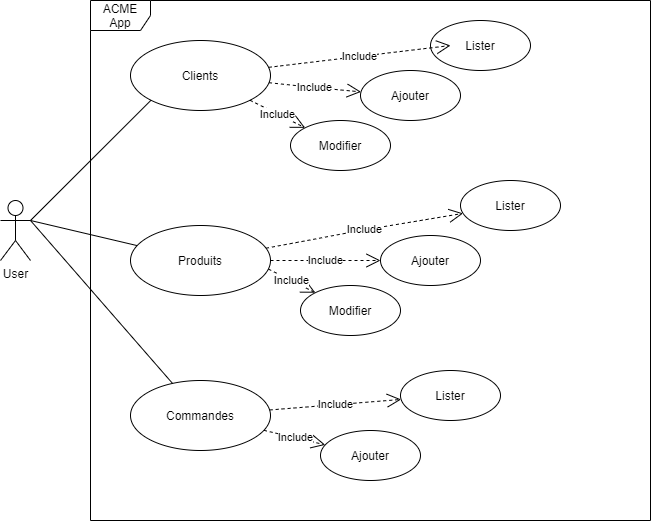 ACME
App
Clients
Include
Lister
Include
Ajouter
Include
Modifier
User
Produits
Include
Lister
Include
Ajouter
Include
Modifier
Commandes
Include
Lister
Include
Ajouter